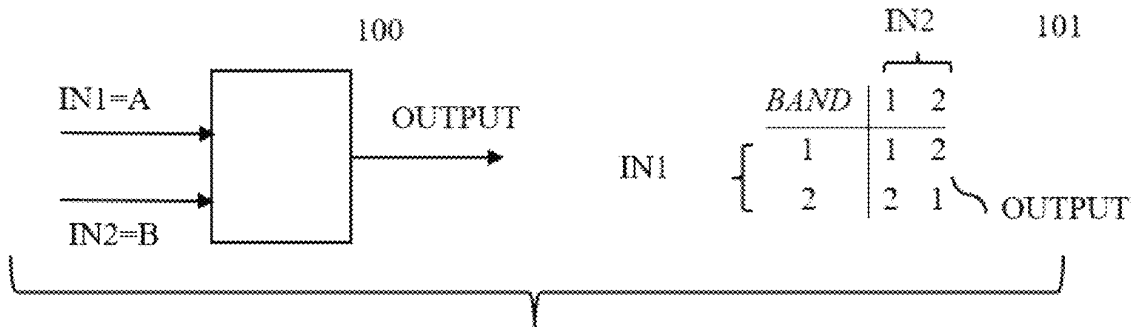 100
IN1=A
OUTPUT
IN2=B
IN2
101
BAND 1 2
1 1 2
IN1
2 2 1
OUTPUT